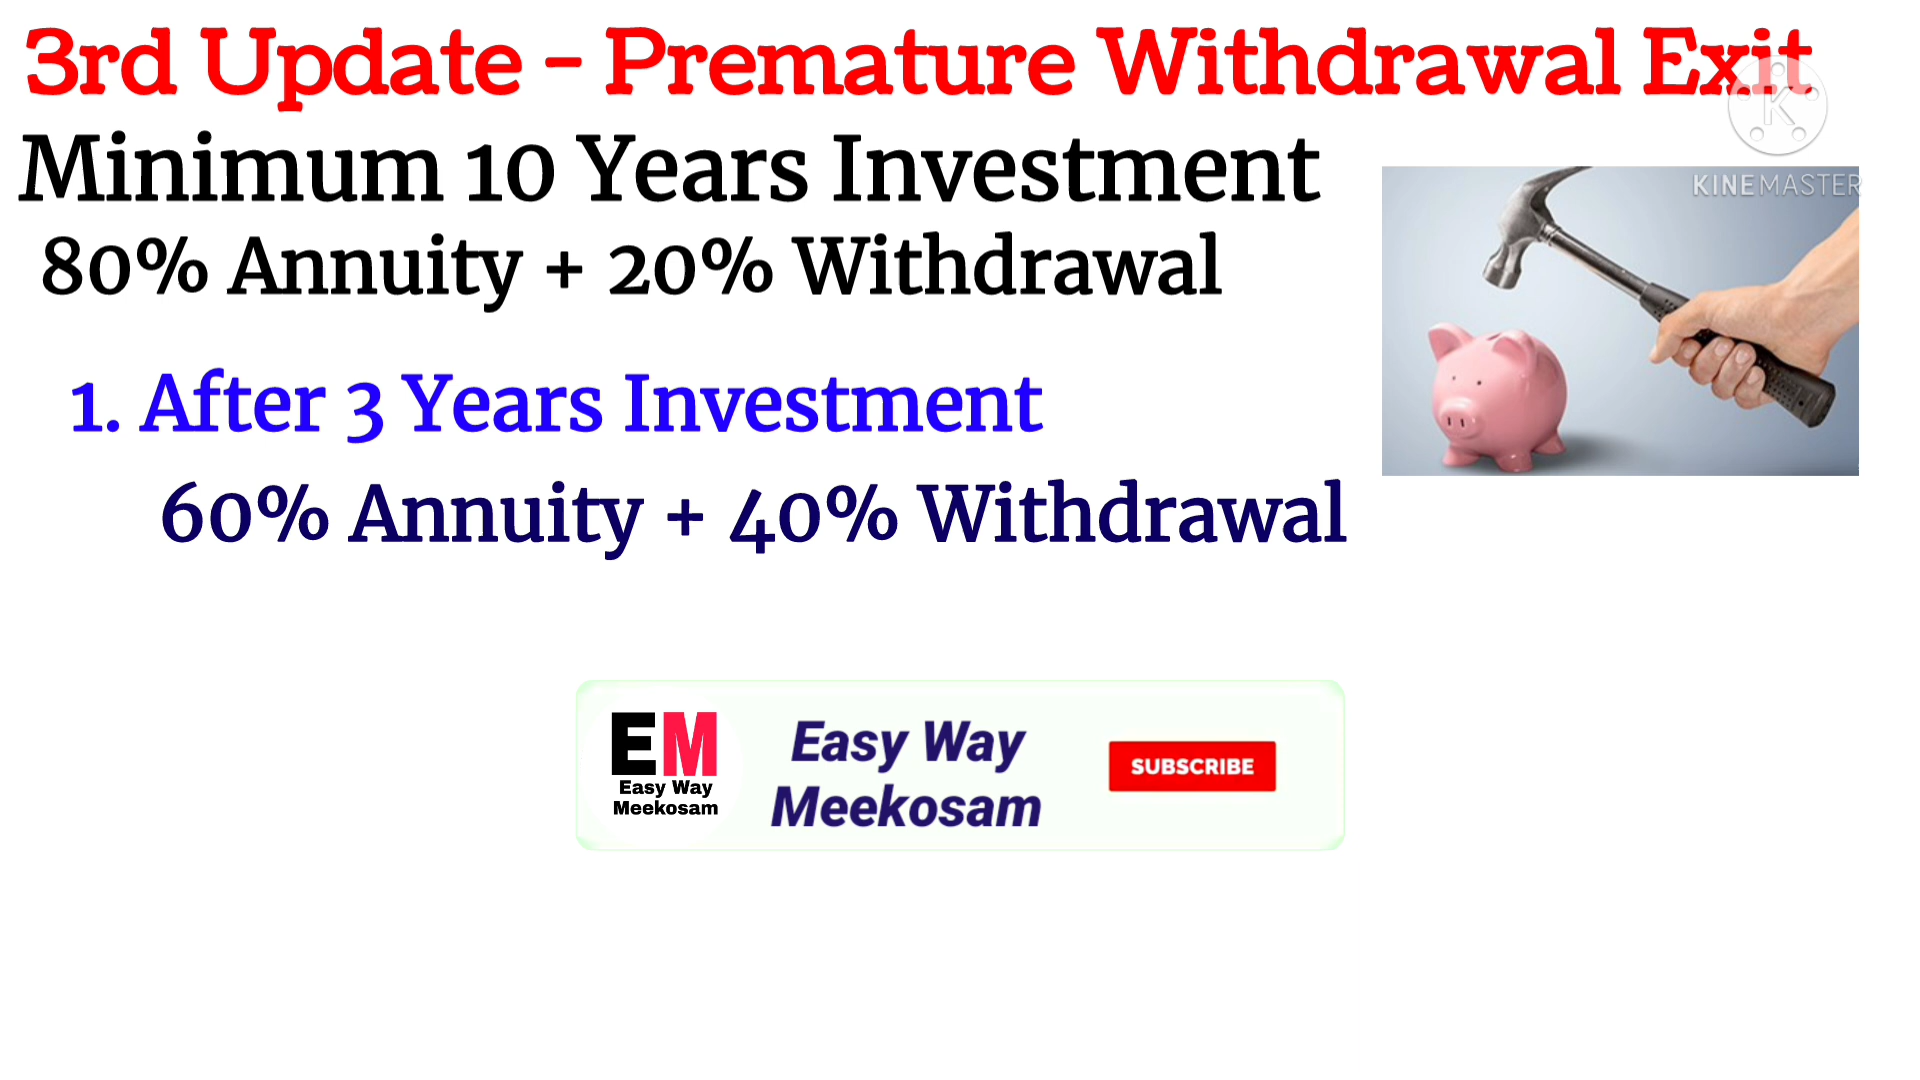 3rd Update - Premature Withdrawal Exit
K
Minimum 10 Years Investment
KINEMASTER
80% Annuity + 20% Withdrawal
1. After 3 Years Investment
60% Annuity + 40% Withdrawal
EM
Easy Way
Meekosam
Easy Way
Meekosam
SUBSCRIBE